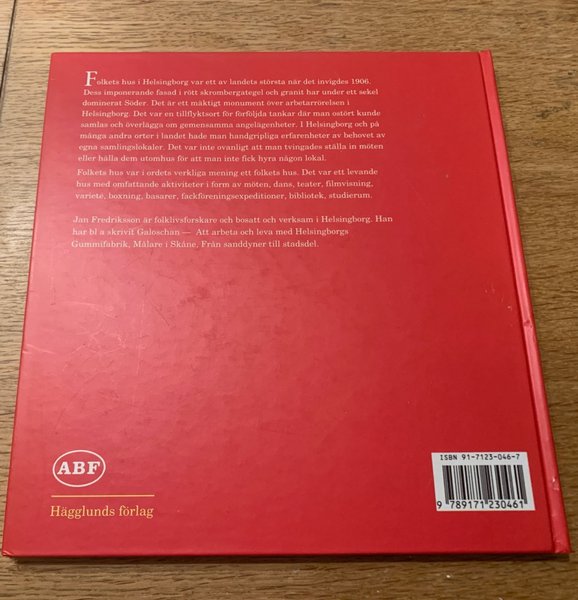 Folkets hus i Helsingborg var ett av landets största när det invigdes 1906.
Dess imponerande fasad i rött skrombergategel och granit har under ett sekel
dominerat Söder. Det är ett mäktigt monument över arbetarrörelsen i
Helsingborg. Det var en tillflyktsort för förföljda tankar där man ostört kunde
samlas och överlägga om gemensamma angelägenheter. I Helsingborg och på
många andra orter i landet hade man handgripliga erfarenheter av behovet av
egna samlingslokaler. Det var inte ovanligt att man tvingades ställa in möten
eller hålla dem utomhus för att man inte fick hyra någon lokal.
Folkets hus var i ordets verkliga mening ett folkets hus. Det var ett levande
hus med omfattande aktiviteter i form av möten, dans, teater, filmvisning,
varieté, boxning, basarer, fackföreningsexpeditioner, bibliotek, studierum.
Jan Fredriksson är folklivsforskare och bosatt och verksam i Helsingborg. Han
har bl a skrivit Galoschan — Att arbeta och leva med Helsingborgs
Gummifabrik, Målare i Skåne, Från sanddyner till stadsdel.
ABF
Hägglunds förlag
ISBN 91-7123-046-7
9 789171 230461